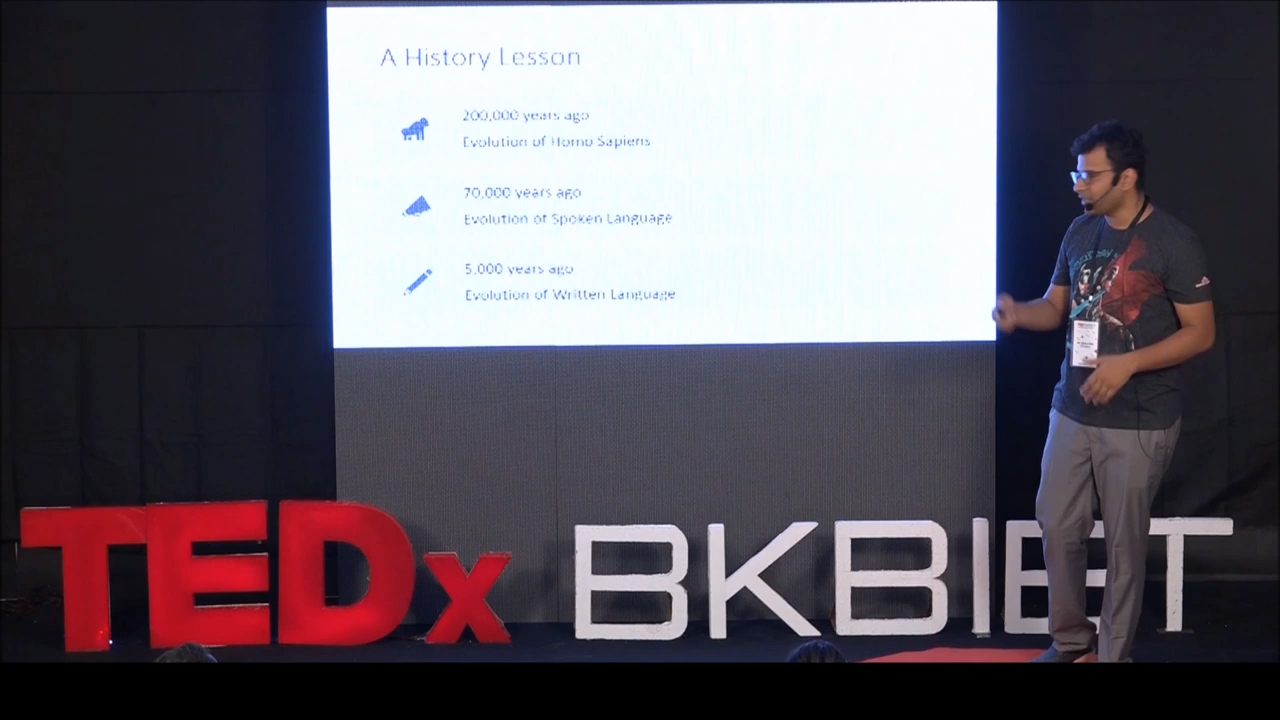 A History Lesson
200,000 years ago
Evolution of Homo Sapiens
70,000 years ago
Evolution of Spoken Language
5,000 years ago
Evolution of Written Language
TEDx BKBIET